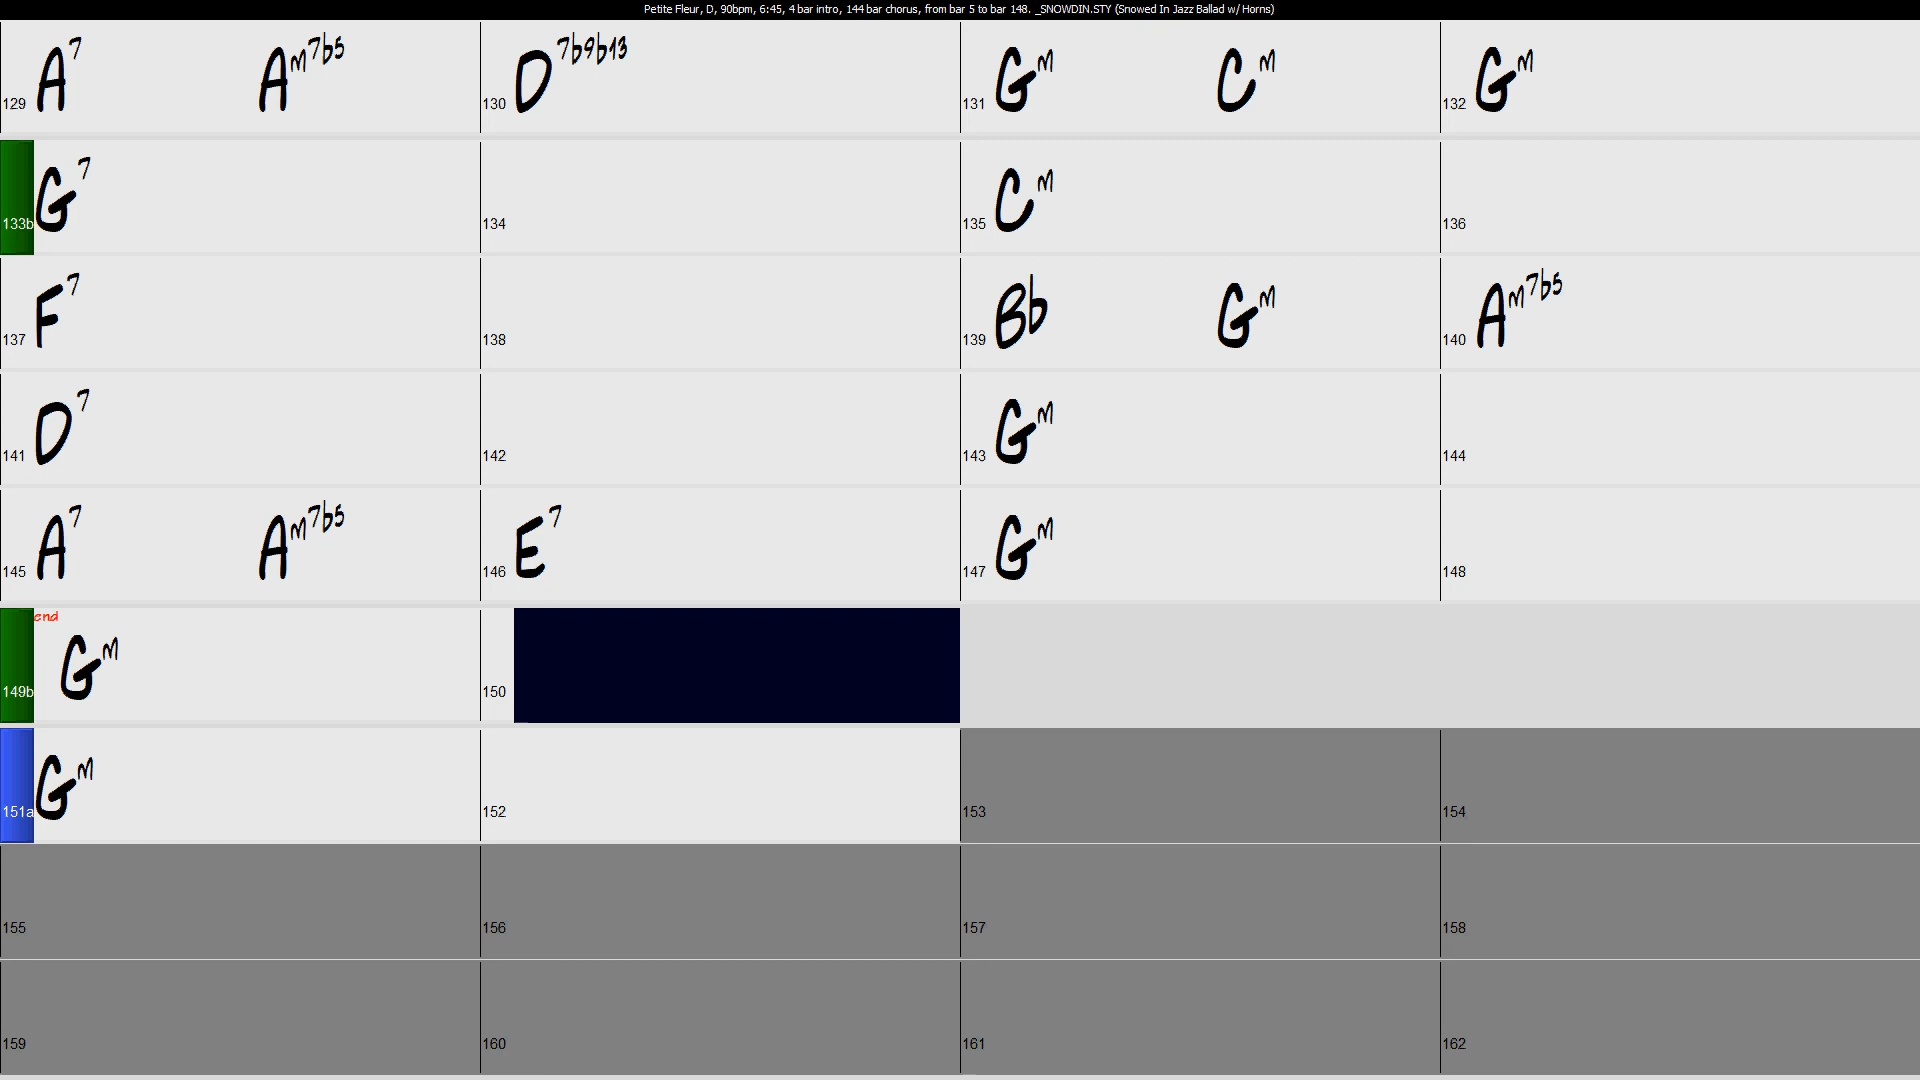 Petite Fleur, D, 90bpm, 6:45, 4 bar intro, 144 bar chorus, from bar 5 to bar 148. _SNOWDIN.STY (Snowed In Jazz Ballad w/ Horns)
129 A7 Am7b5 130 D7b9b13 131 Gm Cm 132 Gm
133b G7 134 135 Cm 136
137 F7 138 139 Bb Gm 140 Am7b5
141 D7 142 143 Gm 144
145 A7 Am7b5 146 E7 147 Gm 148
149b end Gm 150
151a Gm 152 153 154
155 156 157 158
159 160 161 162